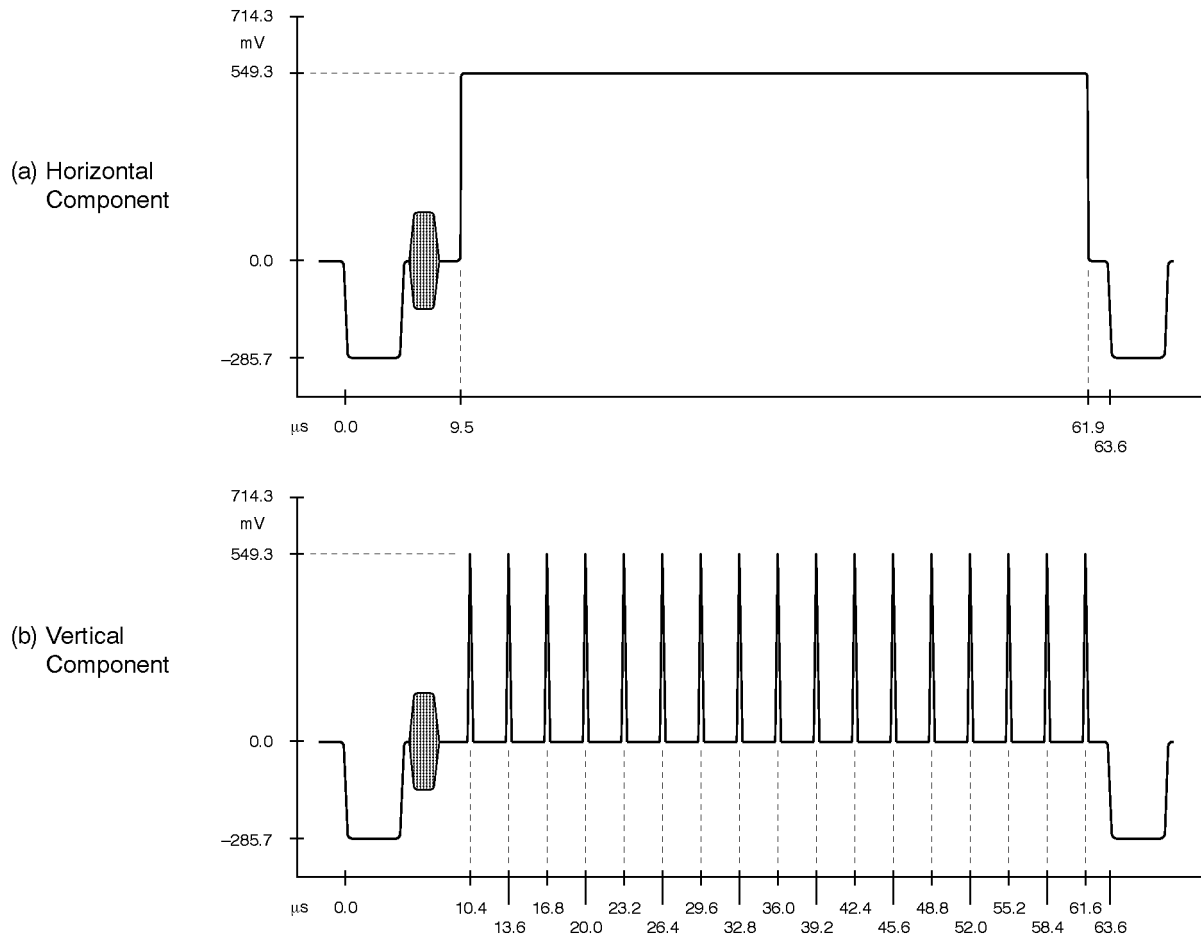 714.3
mV
549.3
(a) Horizontal
Component
0.0
–285.7
µs 0.0 9.5 61.9
63.6
714.3
mV
549.3
(b) Vertical
Component
0.0
–285.7
µs 0.0 10.4 16.8 23.2 29.6 36.0 42.4 48.8 55.2 61.6
13.6 20.0 26.4 32.8 39.2 45.6 52.0 58.4 63.6